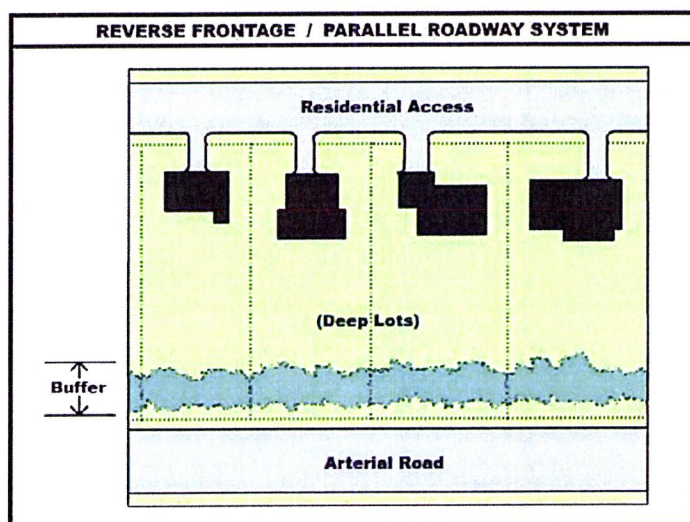 REVERSE FRONTAGE / PARALLEL ROADWAY SYSTEM
Residential Access
(Deep Lots)
Buffer
Arterial Road